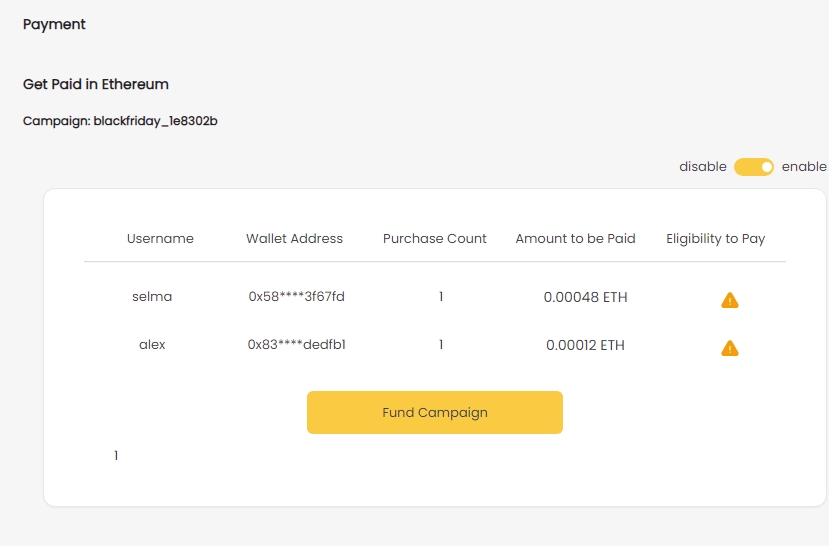 Payment
Get Paid in Ethereum
Campaign: blackfriday_1e8302b
disable enable
Username Wallet Address Purchase Count Amount to be Paid Eligibility to Pay
selma 0x58****3f67fd 1 0.00048 ETH
alex 0x83****dedfb1 1 0.00012 ETH
Fund Campaign
1